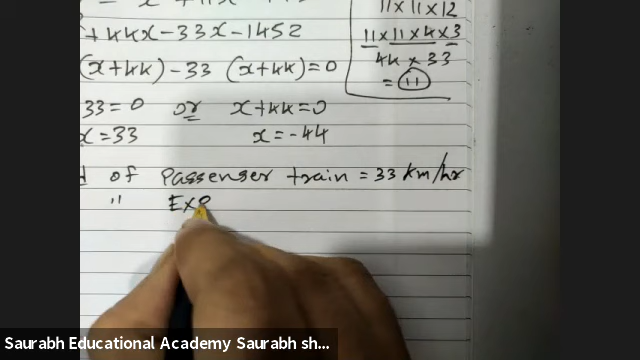 + 44x - 33x - 1452
(x+44) - 33 (x+44) = 0
33 = 0 or x+44 = 0
x = 33 x = -44
d of Passenser train = 33 km/hr
" Exp
11 x 11 x 12
11 x 11 x 4 x 3
44 x 33
= 11
Saurabh Educational Academy Saurabh sh...